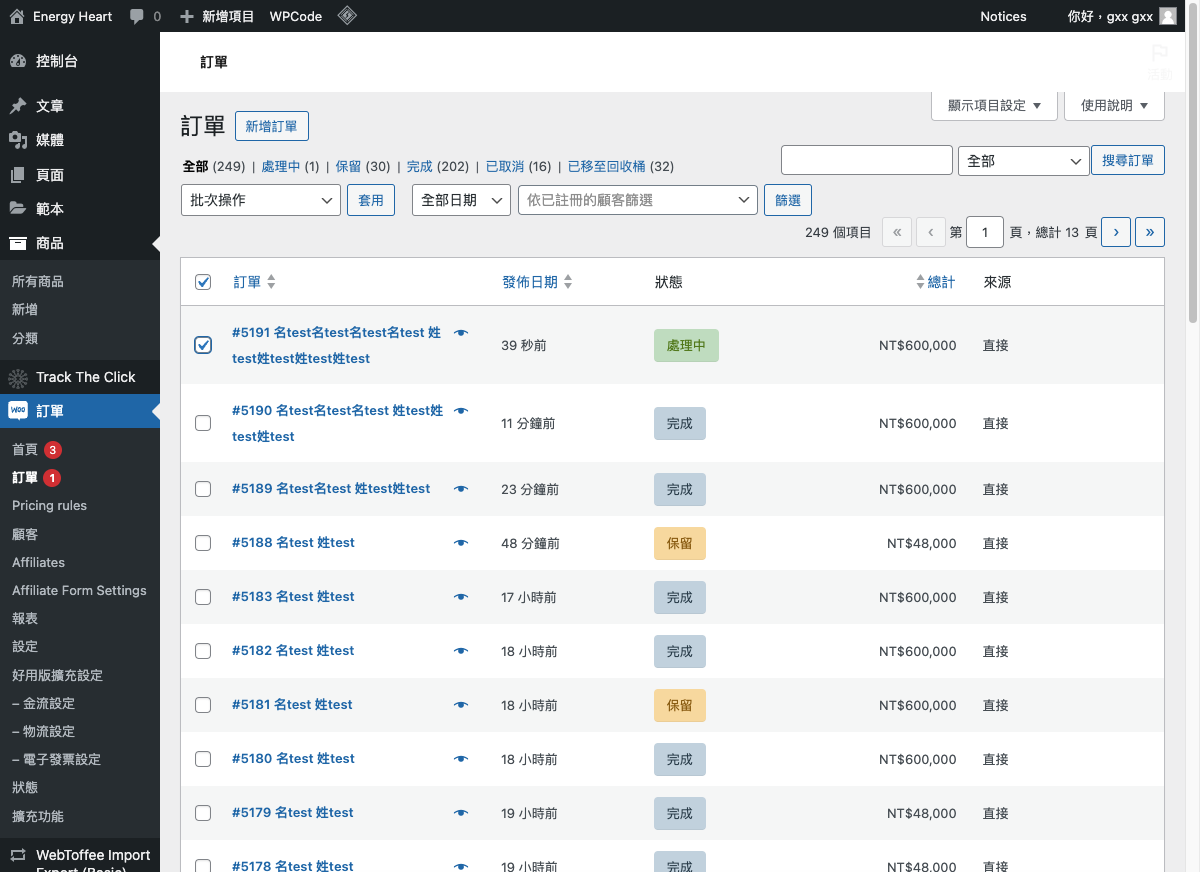 Energy Heart 0 新增項目 WPCode Notices 你好，gxx gxx
控制台
文章
媒體
頁面
範本
商品
所有商品
新增
分類
Track The Click
訂單
首頁 3
訂單 1
Pricing rules
顧客
Affiliates
Affiliate Form Settings
報表
設定
好用版擴充設定
– 金流設定
– 物流設定
– 電子發票設定
狀態
擴充功能
WebToffee Import
Export (Basic)
訂單
活動
顯示項目設定 ▼ 使用說明 ▼
訂單 新增訂單
全部 (249) | 處理中 (1) | 保留 (30) | 完成 (202) | 已取消 (16) | 已移至回收桶 (32)
全部 搜尋訂單
批次操作 套用 全部日期 依已註冊的顧客篩選 篩選
249 個項目 « ‹ 第 1 頁，總計 13 頁 › »
訂單 發佈日期 狀態 總計 來源
#5191 名test名test名test名test 姓
test姓test姓test姓test 39 秒前 處理中 NT$600,000 直接
#5190 名test名test名test 姓test姓
test姓test 11 分鐘前 完成 NT$600,000 直接
#5189 名test名test 姓test姓test 23 分鐘前 完成 NT$600,000 直接
#5188 名test 姓test 48 分鐘前 保留 NT$48,000 直接
#5183 名test 姓test 17 小時前 完成 NT$600,000 直接
#5182 名test 姓test 18 小時前 完成 NT$600,000 直接
#5181 名test 姓test 18 小時前 保留 NT$600,000 直接
#5180 名test 姓test 18 小時前 完成 NT$600,000 直接
#5179 名test 姓test 19 小時前 完成 NT$48,000 直接
#5178 名test 姓test 19 小時前 完成 NT$48,000 直接